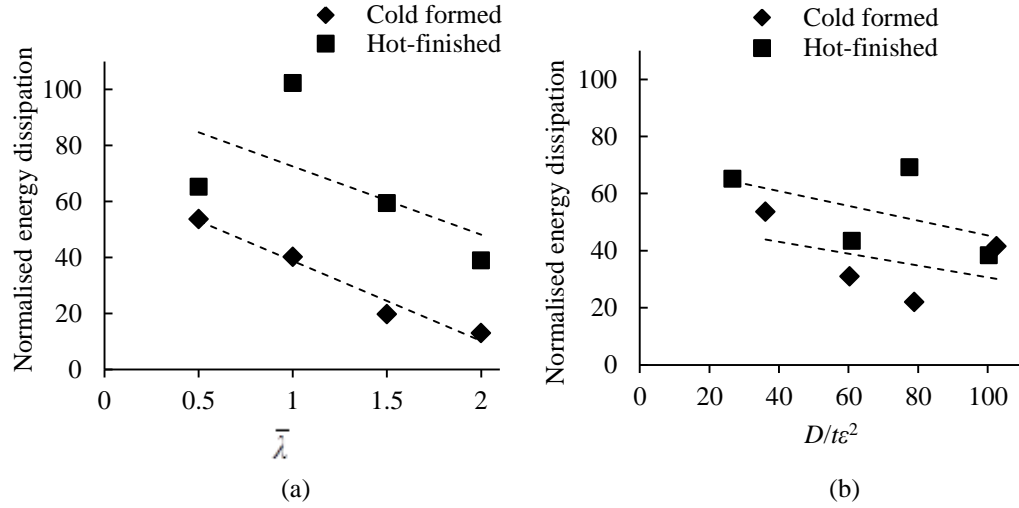 Cold formed
Hot-finished
Normalised energy dissipation
100
80
60
40
20
0
0 0.5 1 1.5 2
λ̄
(a)
Cold formed
Hot-finished
Normalised energy dissipation
100
80
60
40
20
0
0 20 40 60 80 100
D/tε²
(b)